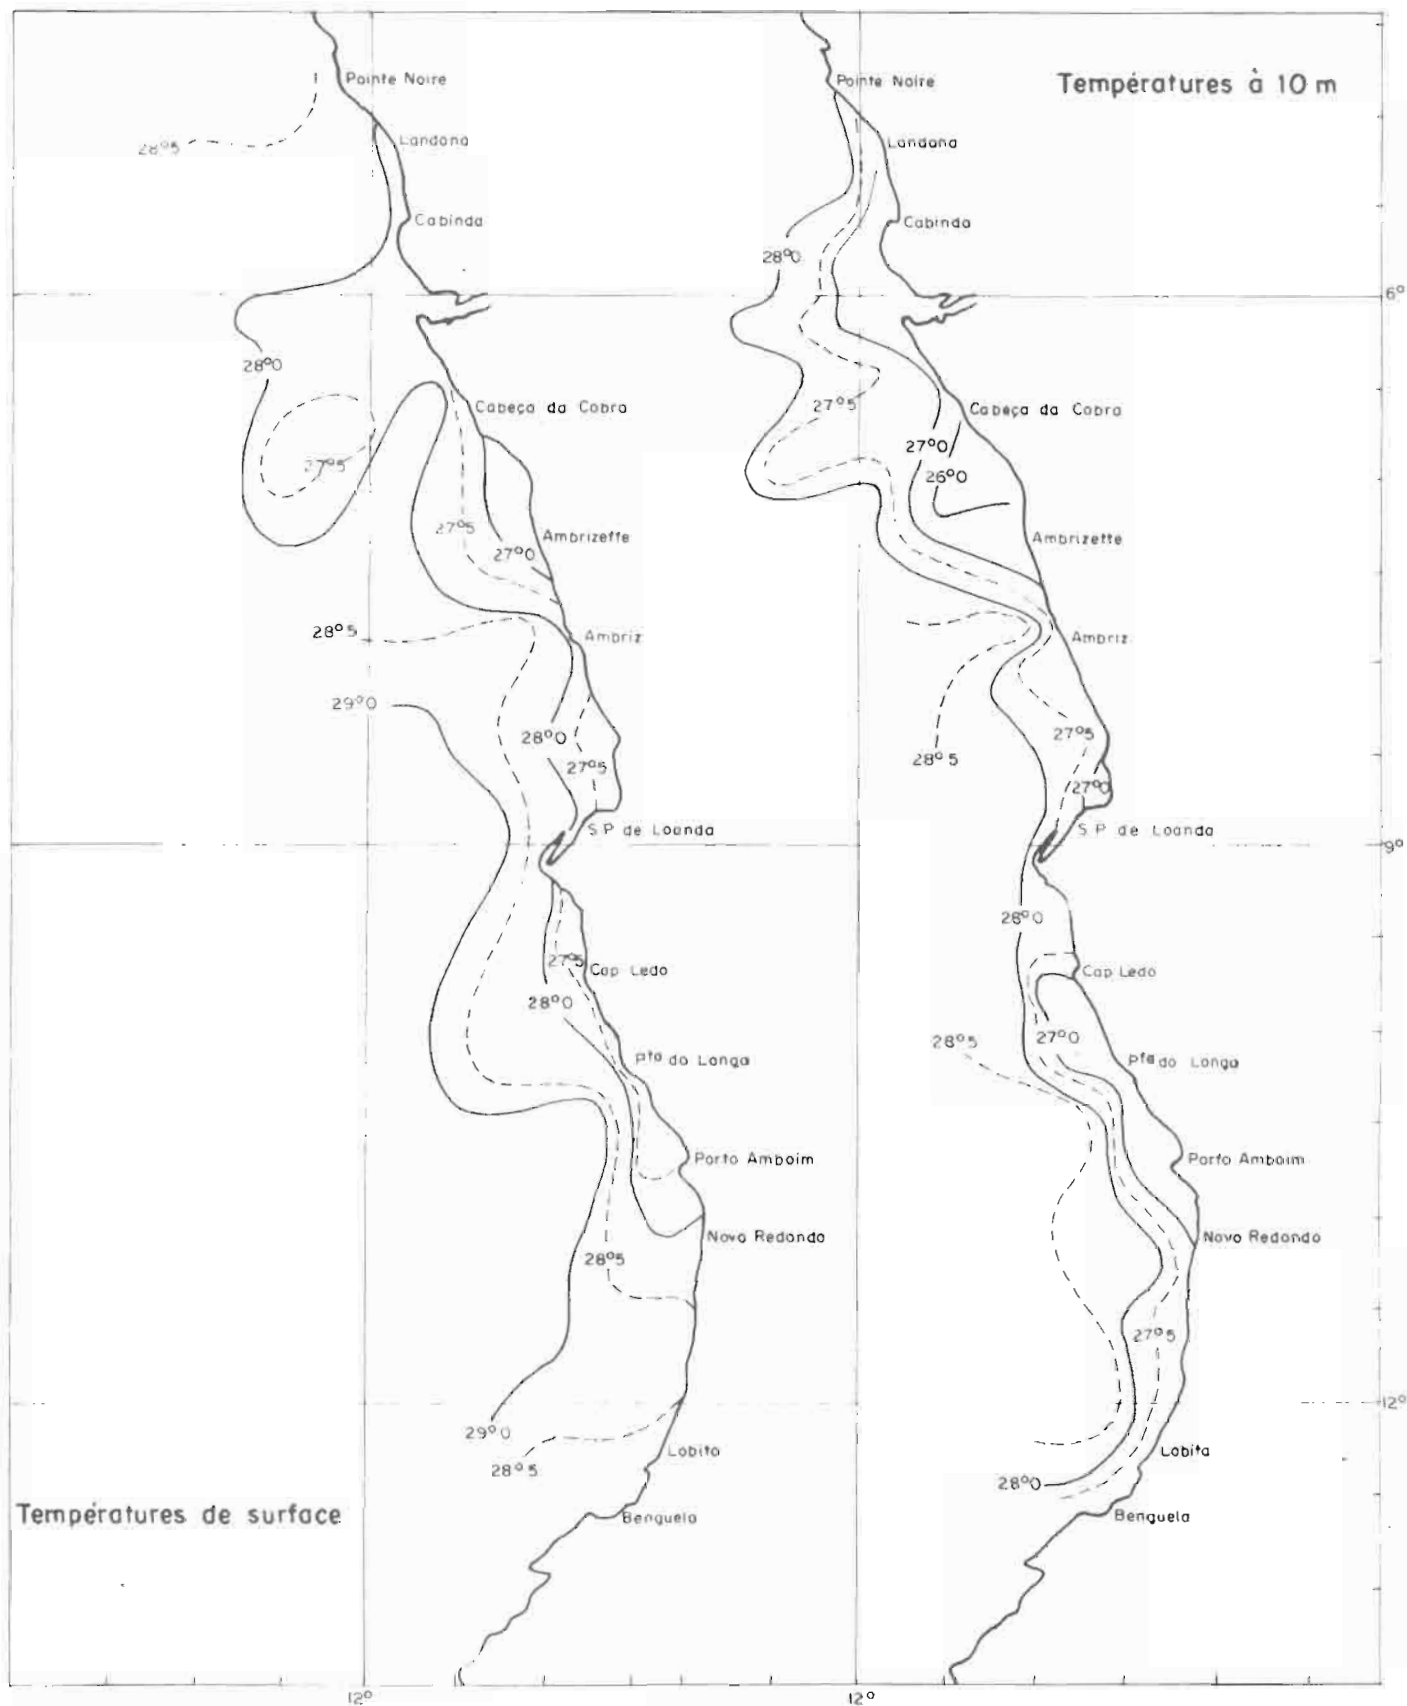 Températures à 10 m
Pointe Noire
28°5
Landana
Cabinda
28°0
Cabeça da Cobra
27°5
27°5
Ambrizette
27°0
28°5
Ambriz
29°0
28°0
27°5
S.P. de Loanda
27°5
Cap Ledo
28°0
Pta do Longa
Porto Amboim
Novo Redondo
28°5
29°0
Lobito
28°5
Températures de surface
Benguela
12°
Pointe Noire
Landana
Cabinda
28°0
6°
27°5
Cabeça da Cobra
27°0
26°0
Ambrizette
Ambriz
27°5
28°5
27°0
S.P. de Loanda
9°
28°0
Cap Ledo
28°5
27°0
Pta do Longa
Porto Amboim
Novo Redondo
27°5
12°
Lobito
28°0
Benguela
12°